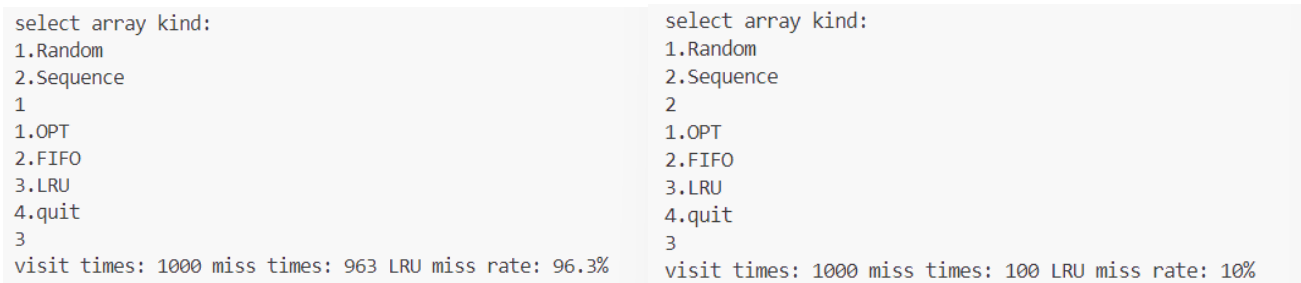 select array kind:
1.Random
2.Sequence
1
1.OPT
2.FIFO
3.LRU
4.quit
3
visit times: 1000 miss times: 963 LRU miss rate: 96.3%
select array kind:
1.Random
2.Sequence
2
1.OPT
2.FIFO
3.LRU
4.quit
3
visit times: 1000 miss times: 100 LRU miss rate: 10%